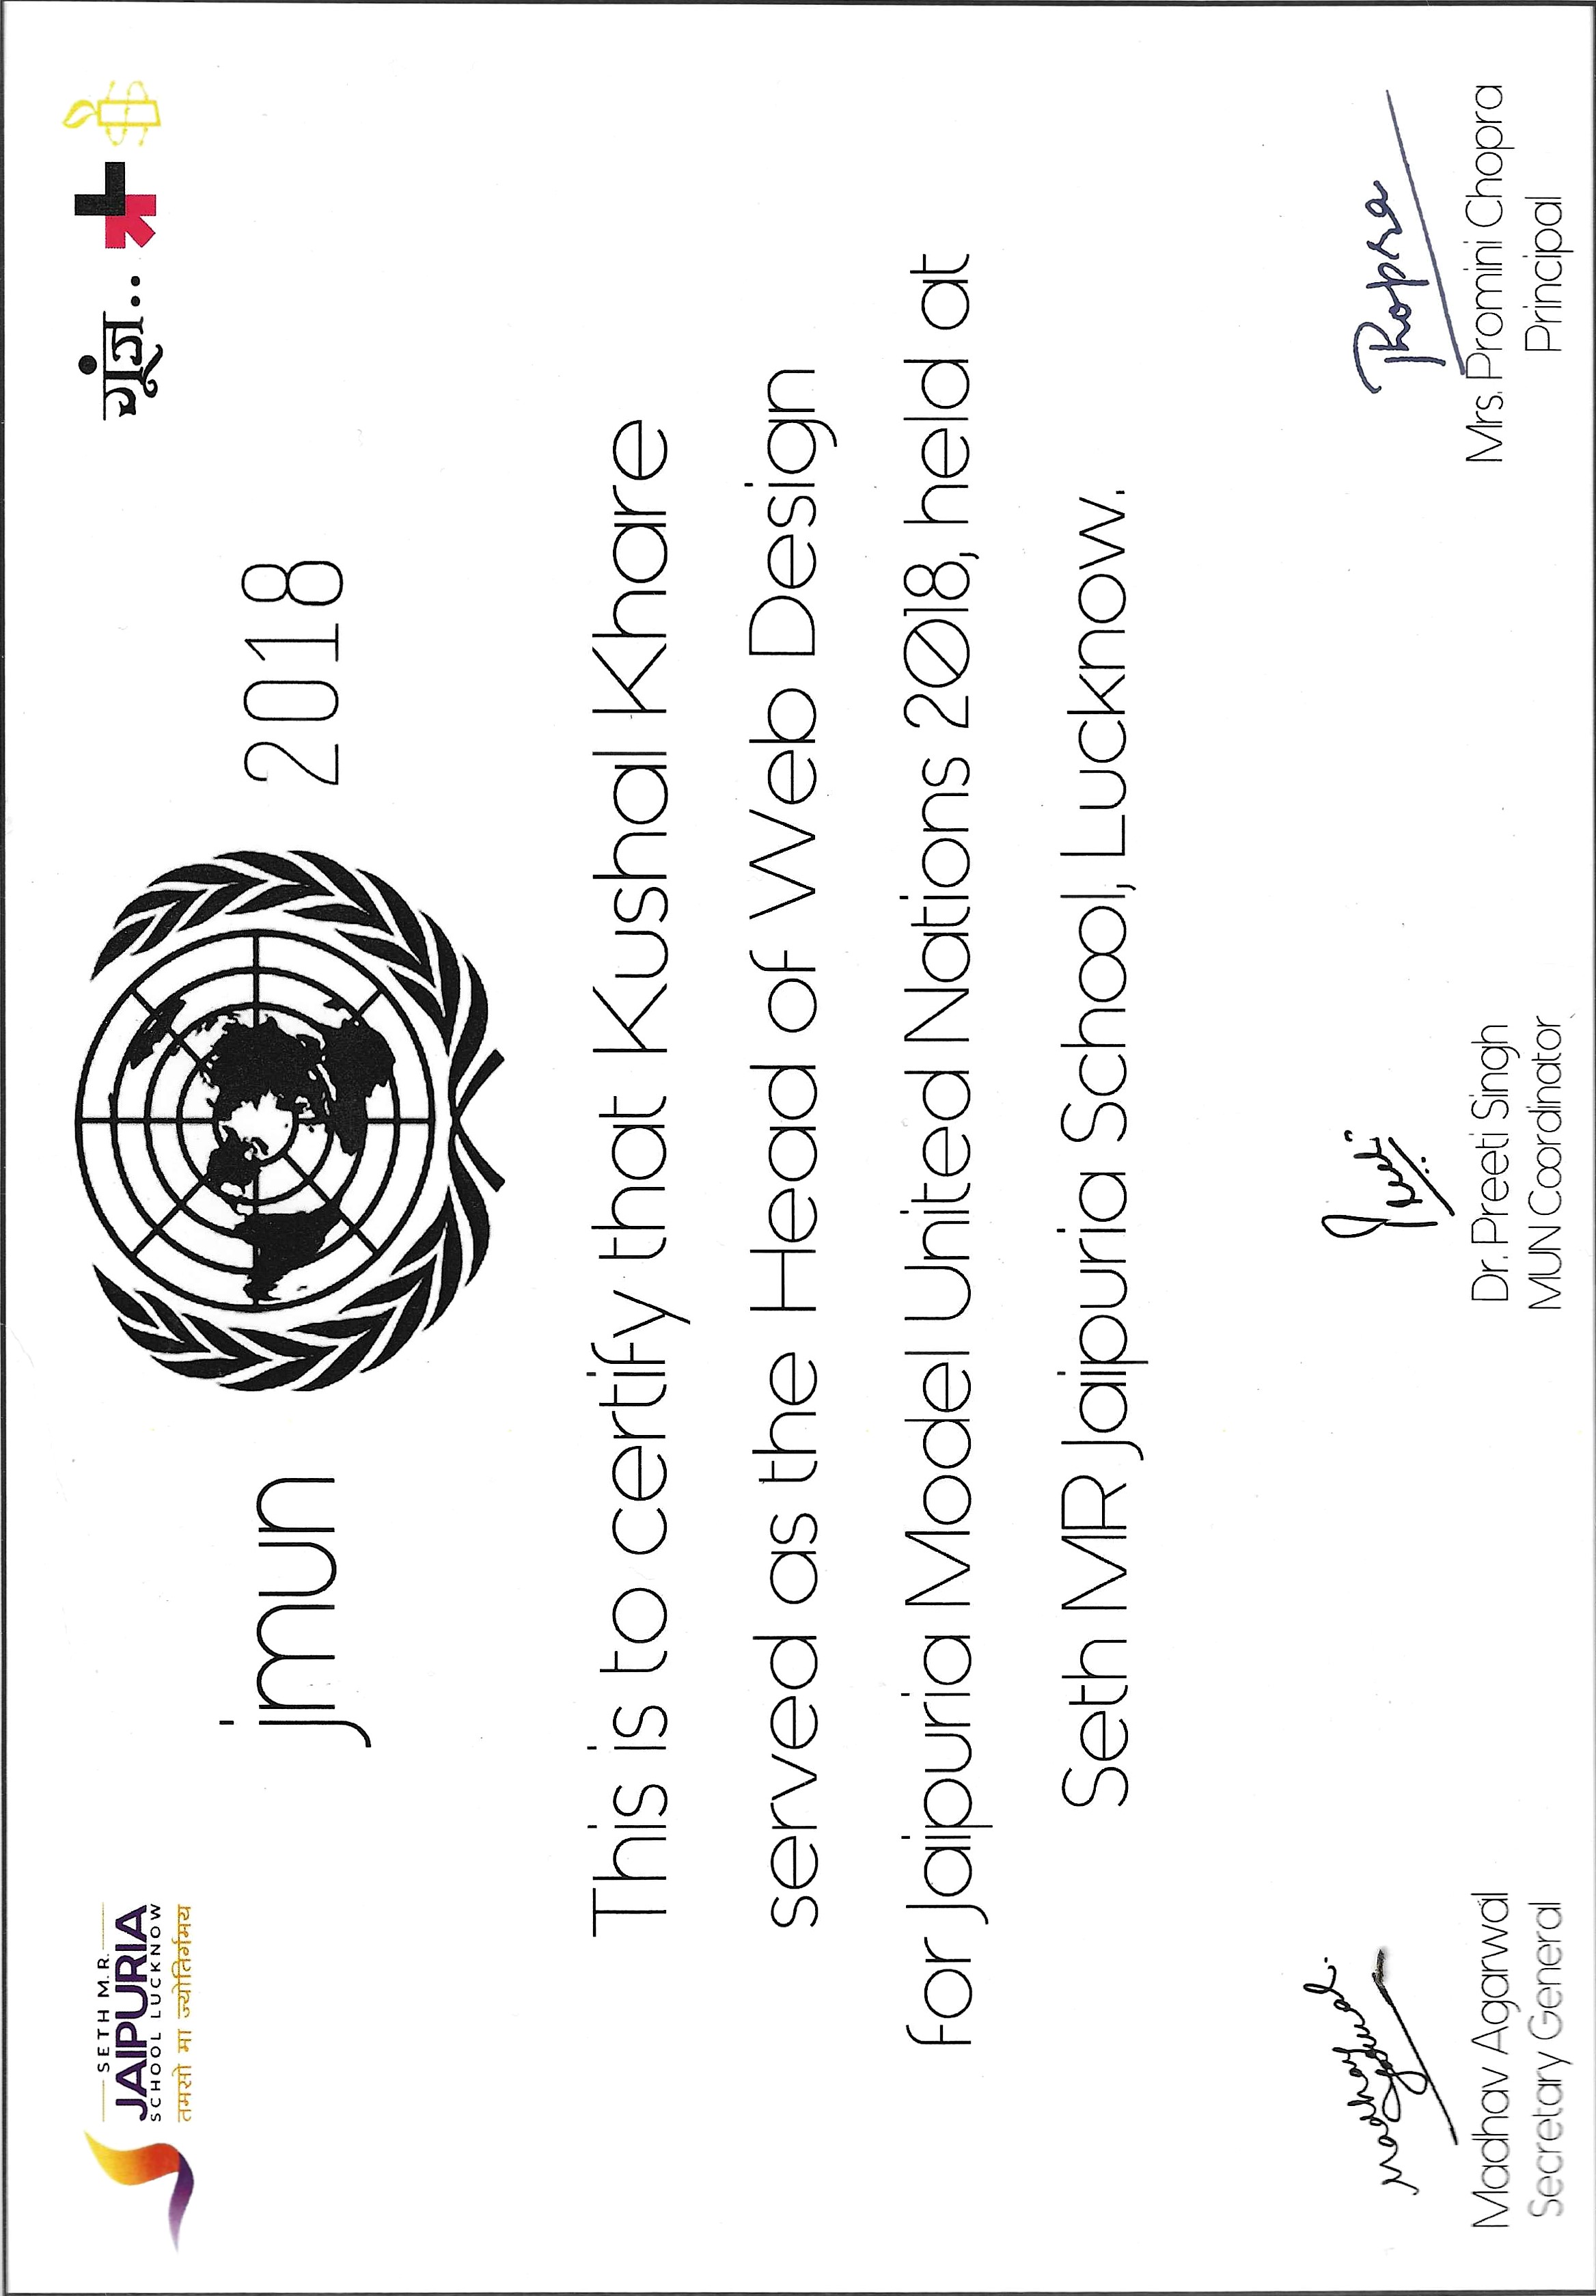 SETH M.R.
JAIPURIA
SCHOOL LUCKNOW
तमसो मा ज्योतिर्गमय
गूंज..
jmun 2018
This is to certify that Kushal Khare
served as the Head of Web Design
for Jaipuria Model United Nations 2018, held at
Seth MR Jaipuria School, Lucknow.
Madhav Agarwal.
Preeti
PChopra
Madhav Agarwal
Secretary General
Dr. Preeti Singh
MUN Coordinator
Mrs. Promini Chopra
Principal